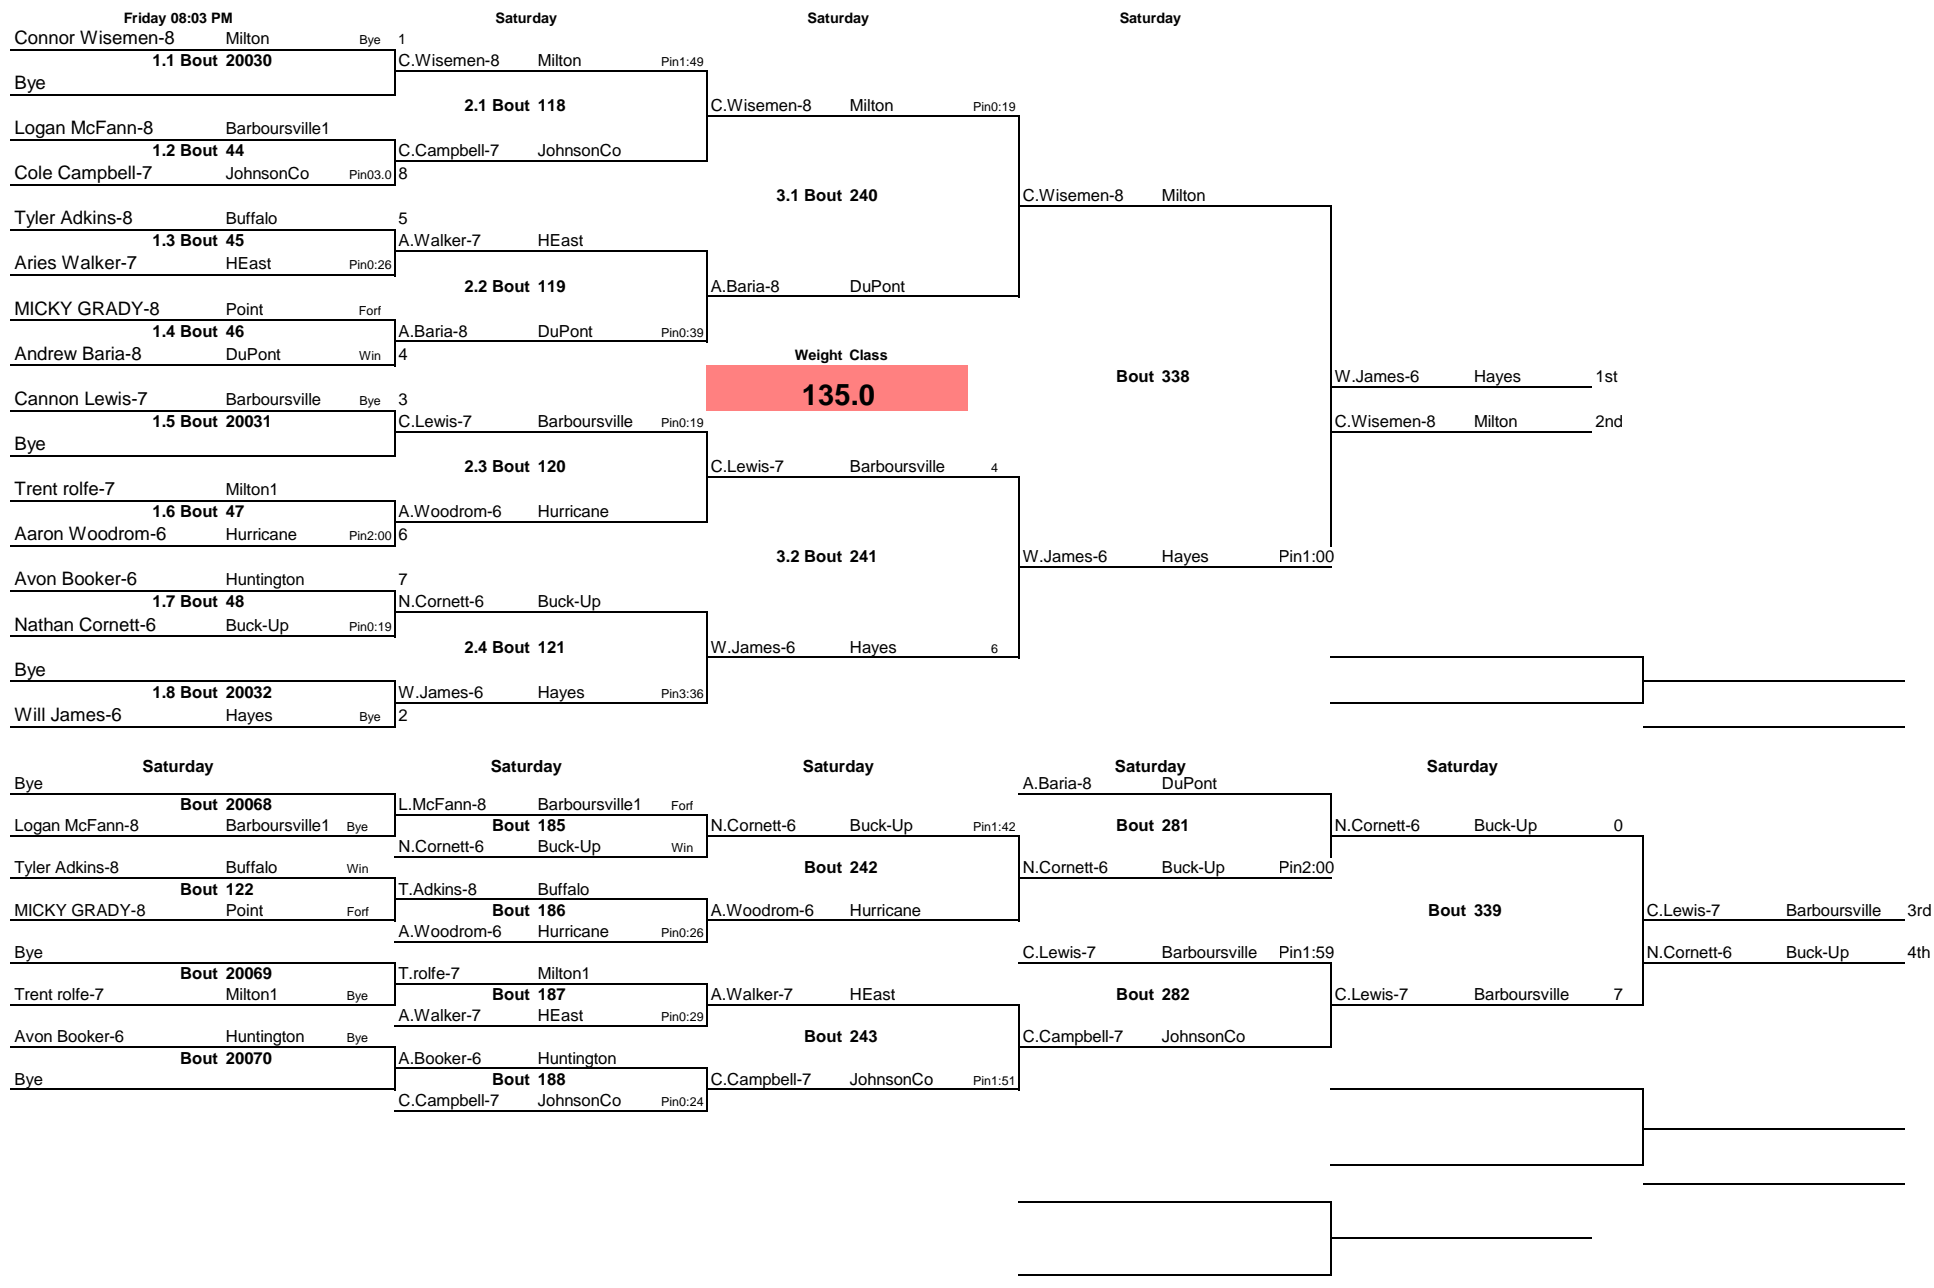 Friday 08:03 PM Saturday Saturday Saturday
Connor Wisemen-8 Milton Bye 1
1.1 Bout 20030 C.Wisemen-8 Milton Pin1:49
Bye
2.1 Bout 118 C.Wisemen-8 Milton Pin0:19
Logan McFann-8 Barboursville1
1.2 Bout 44 C.Campbell-7 JohnsonCo
Cole Campbell-7 JohnsonCo Pin03.0 8
3.1 Bout 240 C.Wisemen-8 Milton
Tyler Adkins-8 Buffalo 5
1.3 Bout 45 A.Walker-7 HEast
Aries Walker-7 HEast Pin0:26
2.2 Bout 119 A.Baria-8 DuPont
MICKY GRADY-8 Point Forf
1.4 Bout 46 A.Baria-8 DuPont Pin0:39
Andrew Baria-8 DuPont Win 4 Weight Class
Bout 338 W.James-6 Hayes 1st
Cannon Lewis-7 Barboursville Bye 3 135.0
1.5 Bout 20031 C.Lewis-7 Barboursville Pin0:19 C.Wisemen-8 Milton 2nd
Bye
2.3 Bout 120 C.Lewis-7 Barboursville 4
Trent rolfe-7 Milton1
1.6 Bout 47 A.Woodrom-6 Hurricane
Aaron Woodrom-6 Hurricane Pin2:00 6
3.2 Bout 241 W.James-6 Hayes Pin1:00
Avon Booker-6 Huntington 7
1.7 Bout 48 N.Cornett-6 Buck-Up
Nathan Cornett-6 Buck-Up Pin0:19
2.4 Bout 121 W.James-6 Hayes 6
Bye
1.8 Bout 20032 W.James-6 Hayes Pin3:36
Will James-6 Hayes Bye 2
Saturday Saturday Saturday Saturday Saturday
Bye A.Baria-8 DuPont
Bout 20068 L.McFann-8 Barboursville1 Forf
Logan McFann-8 Barboursville1 Bye Bout 185 N.Cornett-6 Buck-Up Pin1:42 Bout 281 N.Cornett-6 Buck-Up 0
N.Cornett-6 Buck-Up Win
Tyler Adkins-8 Buffalo Win Bout 242 N.Cornett-6 Buck-Up Pin2:00
Bout 122 T.Adkins-8 Buffalo
MICKY GRADY-8 Point Forf Bout 186 A.Woodrom-6 Hurricane Bout 339 C.Lewis-7 Barboursville 3rd
A.Woodrom-6 Hurricane Pin0:26
Bye C.Lewis-7 Barboursville Pin1:59 N.Cornett-6 Buck-Up 4th
Bout 20069 T.rolfe-7 Milton1
Trent rolfe-7 Milton1 Bye Bout 187 A.Walker-7 HEast Bout 282 C.Lewis-7 Barboursville 7
A.Walker-7 HEast Pin0:29
Avon Booker-6 Huntington Bye Bout 243 C.Campbell-7 JohnsonCo
Bout 20070 A.Booker-6 Huntington
Bye Bout 188 C.Campbell-7 JohnsonCo Pin1:51
C.Campbell-7 JohnsonCo Pin0:24